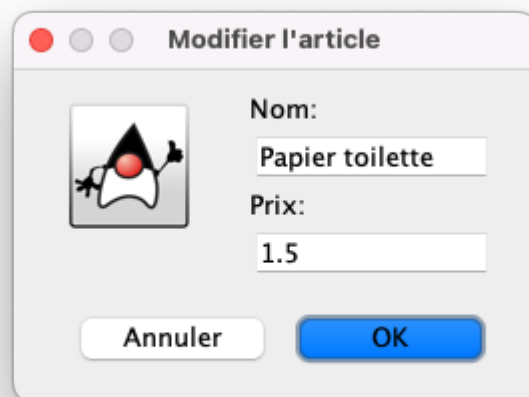 Modifier l'article
Nom:
Papier toilette
Prix:
1.5
Annuler
OK